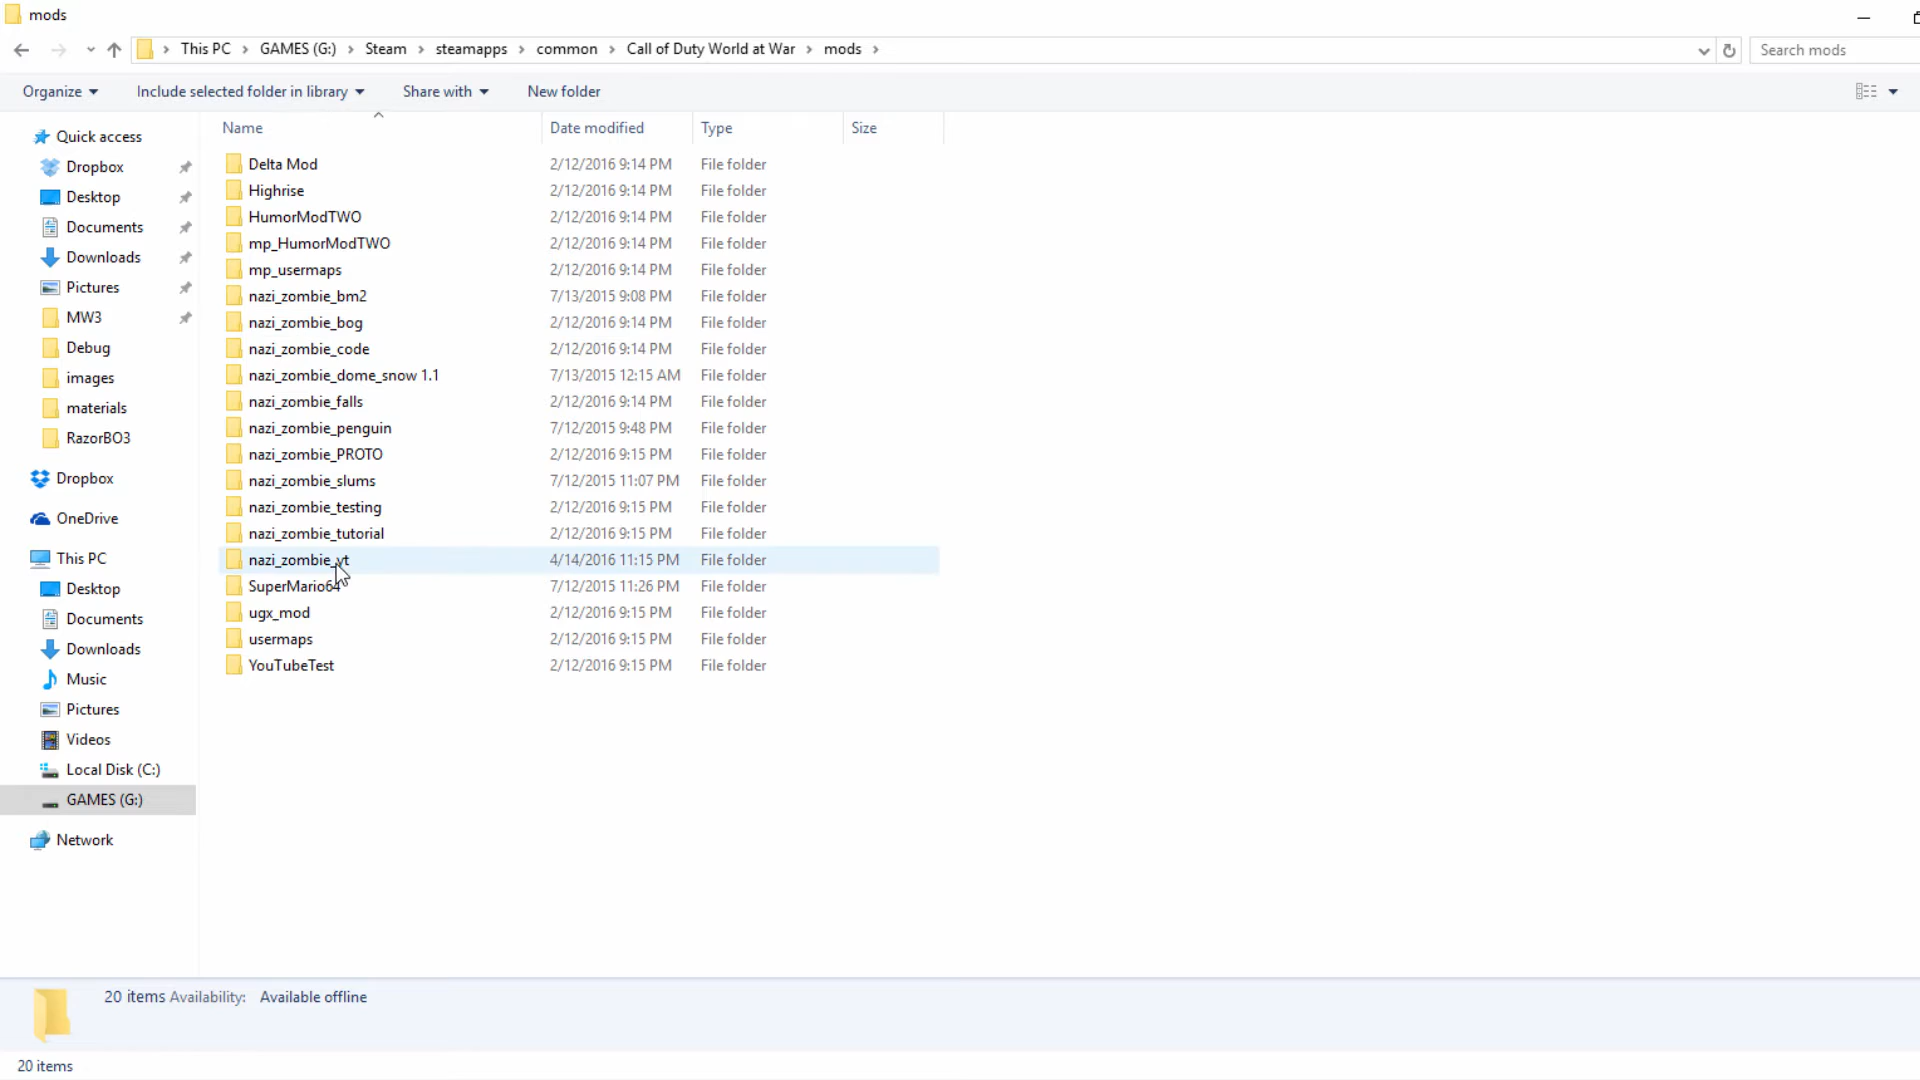 mods
This PC > GAMES (G:) > Steam > steamapps > common > Call of Duty World at War > mods >
Search mods
Organize
Include selected folder in library
Share with
New folder
Name
Date modified
Type
Size
Quick access
Dropbox
Desktop
Documents
Downloads
Pictures
MW3
Debug
images
materials
RazorBO3
Dropbox
OneDrive
This PC
Desktop
Documents
Downloads
Music
Pictures
Videos
Local Disk (C:)
GAMES (G:)
Network
Delta Mod 2/12/2016 9:14 PM File folder
Highrise 2/12/2016 9:14 PM File folder
HumorModTWO 2/12/2016 9:14 PM File folder
mp_HumorModTWO 2/12/2016 9:14 PM File folder
mp_usermaps 2/12/2016 9:14 PM File folder
nazi_zombie_bm2 7/13/2015 9:08 PM File folder
nazi_zombie_bog 2/12/2016 9:14 PM File folder
nazi_zombie_code 2/12/2016 9:14 PM File folder
nazi_zombie_dome_snow 1.1 7/13/2015 12:15 AM File folder
nazi_zombie_falls 2/12/2016 9:14 PM File folder
nazi_zombie_penguin 7/12/2015 9:48 PM File folder
nazi_zombie_PROTO 2/12/2016 9:15 PM File folder
nazi_zombie_slums 7/12/2015 11:07 PM File folder
nazi_zombie_testing 2/12/2016 9:15 PM File folder
nazi_zombie_tutorial 2/12/2016 9:15 PM File folder
4/14/2016 11:15 PM File folder
SuperMario64 7/12/2015 11:26 PM File folder
ugx_mod 2/12/2016 9:15 PM File folder
usermaps 2/12/2016 9:15 PM File folder
YouTubeTest 2/12/2016 9:15 PM File folder
20 items Availability: Available offline
20 items